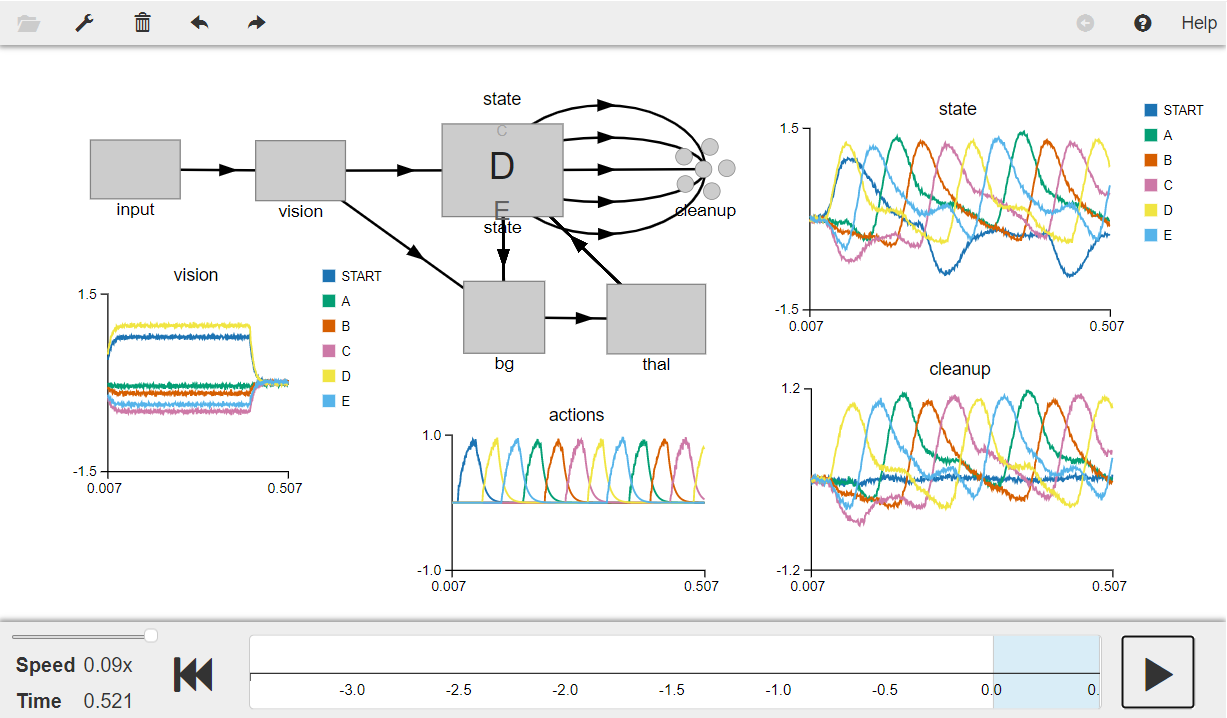 Help
state
C
D
E
state
input
vision
cleanup
bg
thal
vision
1.5
-1.5
0.007
0.507
START
A
B
C
D
E
actions
1.0
-1.0
0.007
0.507
state
1.5
-1.5
0.007
0.507
START
A
B
C
D
E
cleanup
1.2
-1.2
0.007
0.507
Speed 0.09x
Time 0.521
-3.0 -2.5 -2.0 -1.5 -1.0 -0.5 0.0 0.